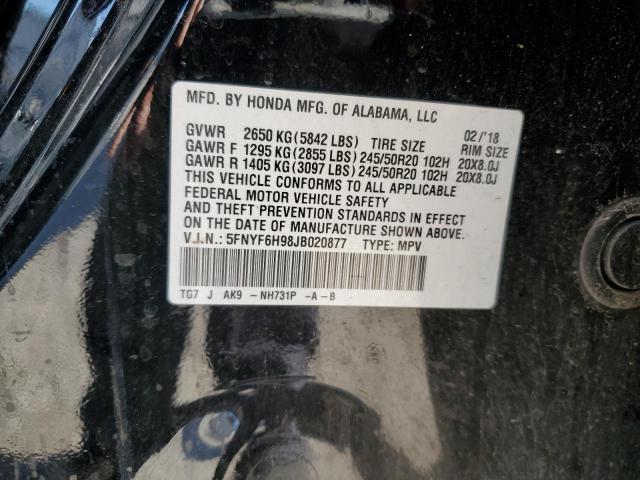 MFD. BY HONDA MFG. OF ALABAMA, LLC
02/'18
GVWR 2650 KG(5842 LBS) TIRE SIZE RIM SIZE
GAWR F 1295 KG(2855 LBS)245/50R20 102H 20X8.0J
GAWR R 1405 KG(3097 LBS)245/50R20 102H 20X8.0J
THIS VEHICLE CONFORMS TO ALL APPLICABLE
FEDERAL MOTOR VEHICLE SAFETY
AND THEFT PREVENTION STANDARDS IN EFFECT
ON THE DATE OF MANUFACTURE SHOWN ABOVE.
V.I.N.: 5FNYF6H98JB020877 TYPE: MPV
TG7 J AK9 -NH731P -A-B